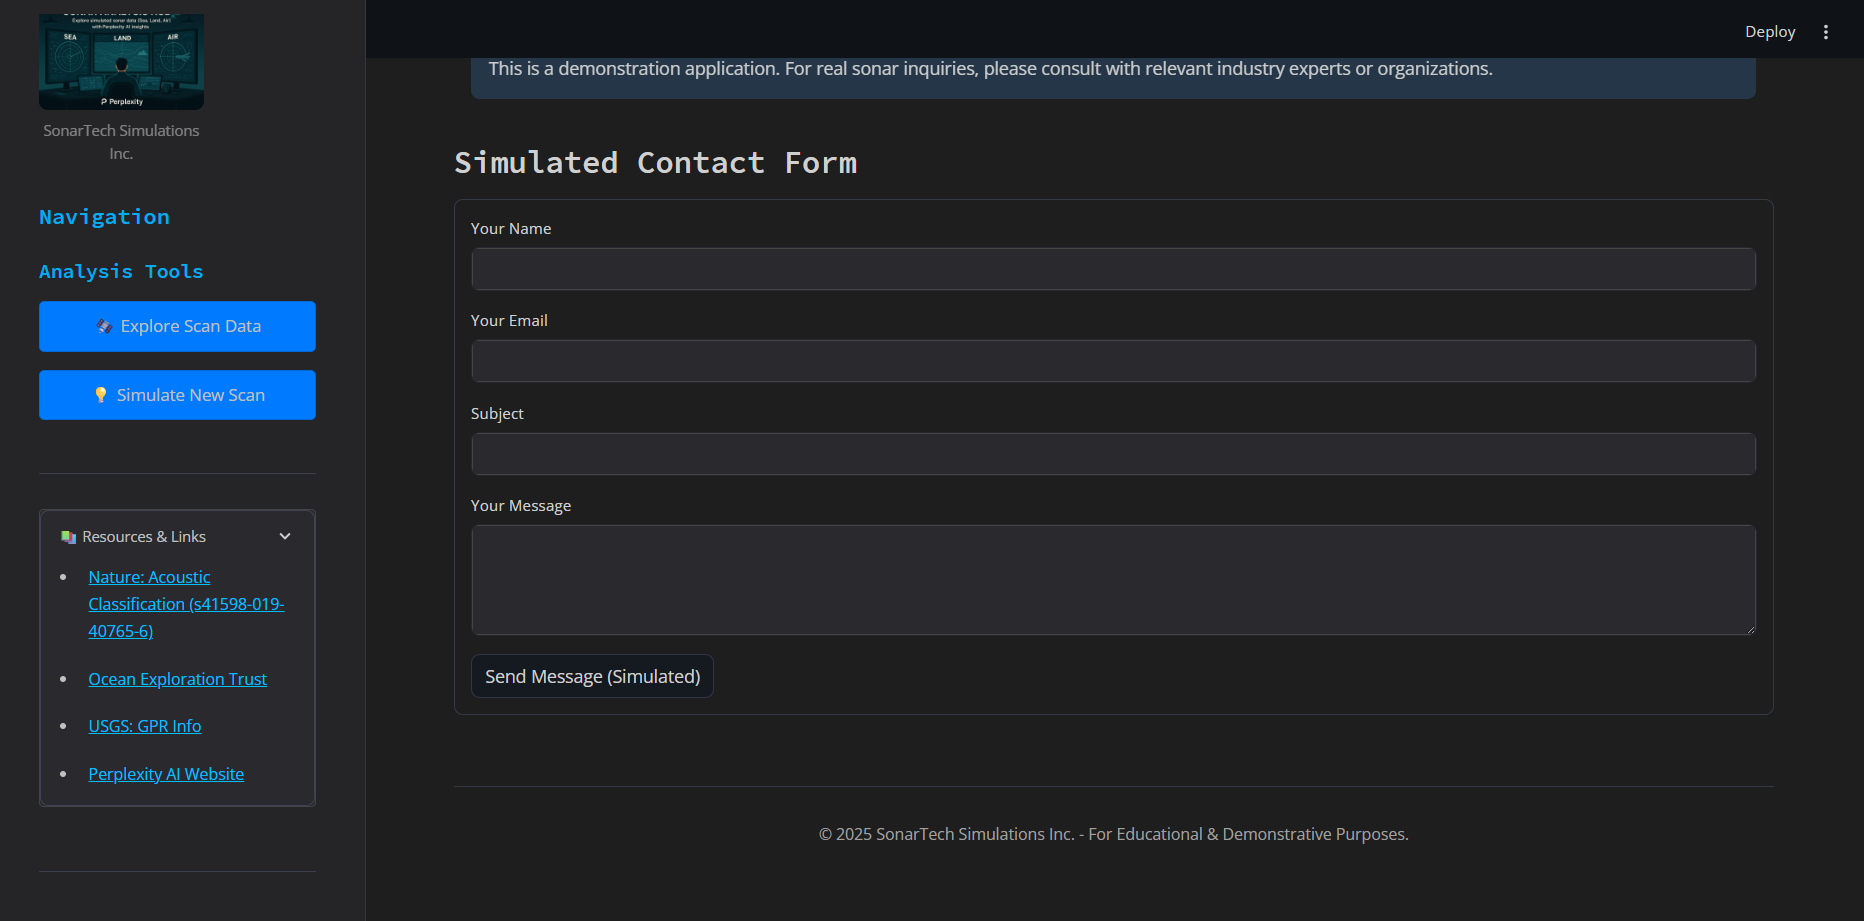 Explore simulated sonar data (Sea, Land, Air)
with Perplexity AI Insights
SEA
LAND
AIR
Perplexity
SonarTech Simulations
Inc.
Navigation
Analysis Tools
Explore Scan Data
Simulate New Scan
Resources & Links
Nature: Acoustic
Classification (s41598-019-
40765-6)
Ocean Exploration Trust
USGS: GPR Info
Perplexity AI Website
Deploy
This is a demonstration application. For real sonar inquiries, please consult with relevant industry experts or organizations.
Simulated Contact Form
Your Name
Your Email
Subject
Your Message
Send Message (Simulated)
© 2025 SonarTech Simulations Inc. - For Educational & Demonstrative Purposes.